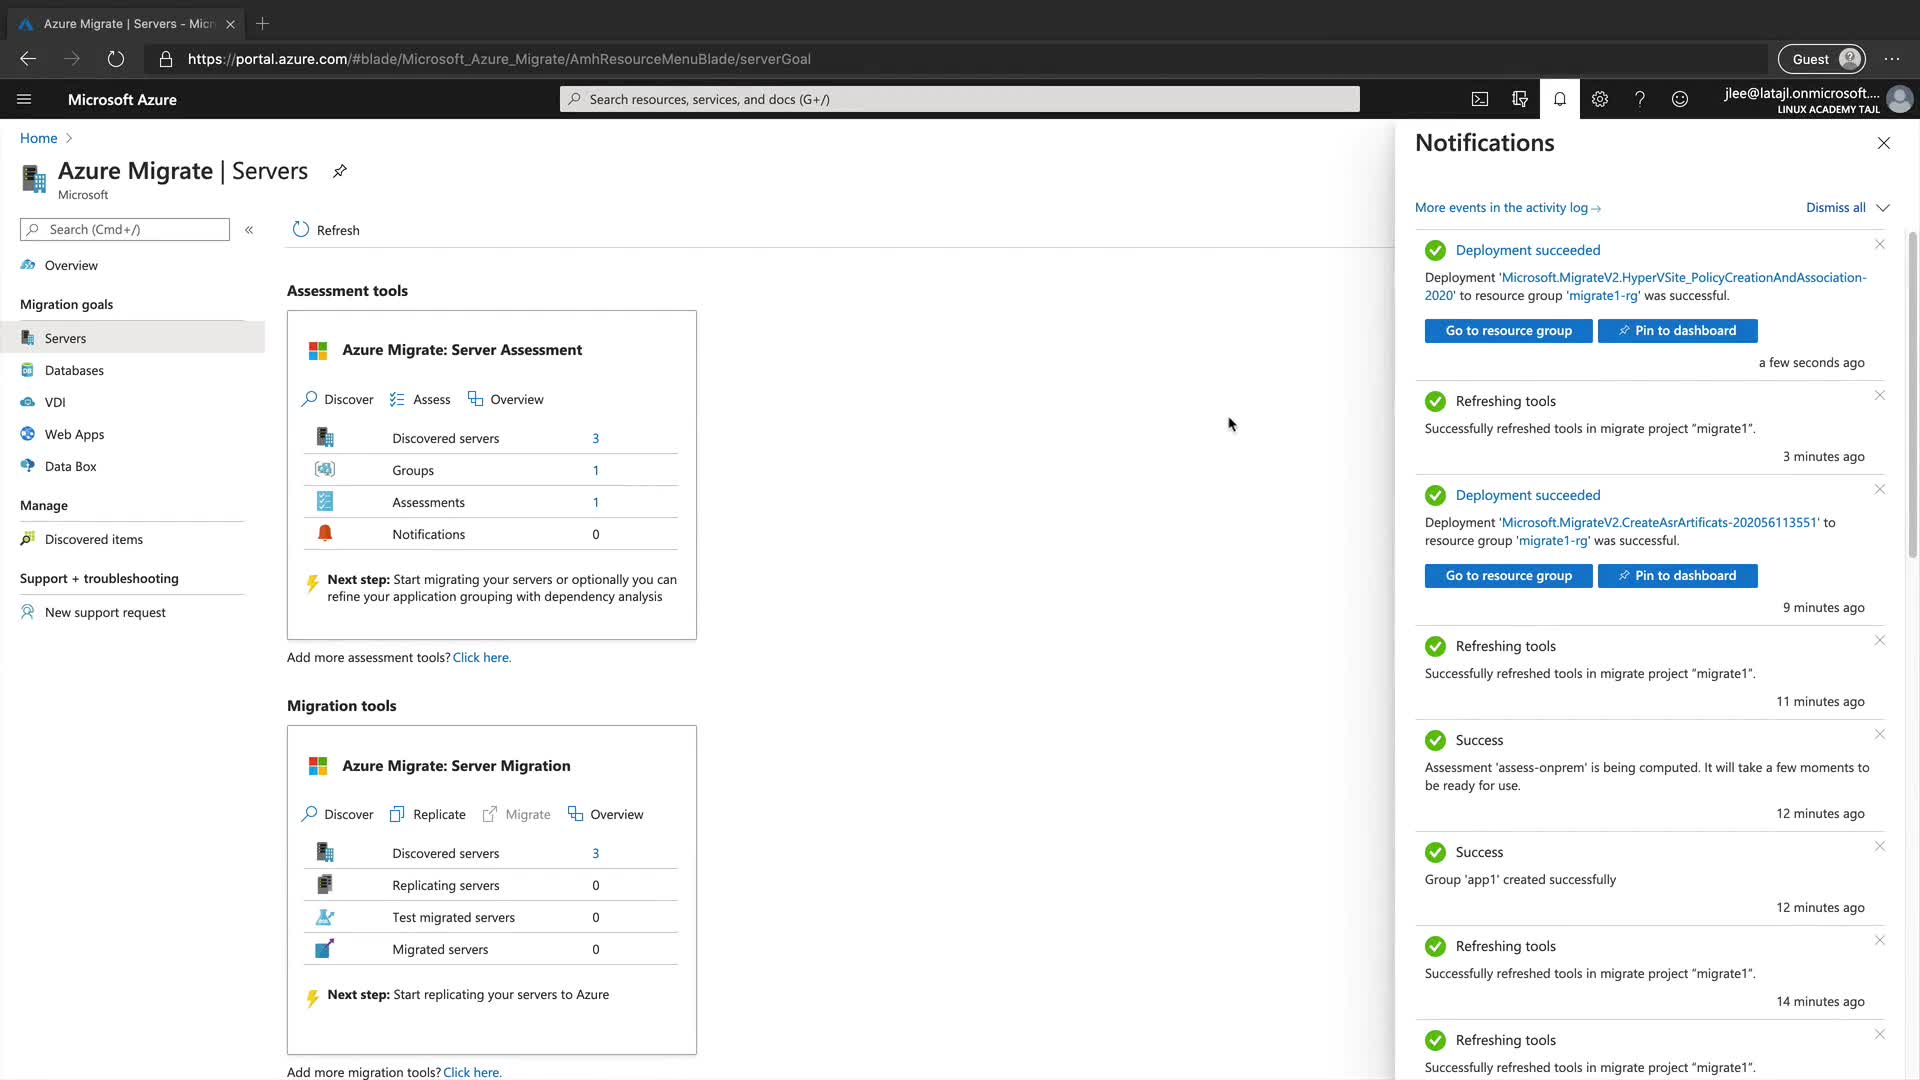 Azure Migrate | Servers - Micr
https://portal.azure.com/#blade/Microsoft_Azure_Migrate/AmhResourceMenuBlade/serverGoal
Guest
Microsoft Azure
Search resources, services, and docs (G+/)
jlee@latajl.onmicrosoft....
LINUX ACADEMY TAJL
Home
Azure Migrate | Servers
Microsoft
Search (Cmd+/)
Overview
Migration goals
Servers
Databases
VDI
Web Apps
Data Box
Manage
Discovered items
Support + troubleshooting
New support request
Refresh
Assessment tools
Azure Migrate: Server Assessment
Discover Assess Overview
Discovered servers 3
Groups 1
Assessments 1
Notifications 0
Next step: Start migrating your servers or optionally you can
refine your application grouping with dependency analysis
Add more assessment tools? Click here.
Migration tools
Azure Migrate: Server Migration
Discover Replicate Migrate Overview
Discovered servers 3
Replicating servers 0
Test migrated servers 0
Migrated servers 0
Next step: Start replicating your servers to Azure
Add more migration tools? Click here.
Notifications
More events in the activity log →
Dismiss all
Deployment succeeded
Deployment 'Microsoft.MigrateV2.HyperVSite_PolicyCreationAndAssociation-
2020' to resource group 'migrate1-rg' was successful.
Go to resource group
Pin to dashboard
a few seconds ago
Refreshing tools
Successfully refreshed tools in migrate project "migrate1".
3 minutes ago
Deployment succeeded
Deployment 'Microsoft.MigrateV2.CreateAsrArtificats-202056113551' to
resource group 'migrate1-rg' was successful.
Go to resource group
Pin to dashboard
9 minutes ago
Refreshing tools
Successfully refreshed tools in migrate project "migrate1".
11 minutes ago
Success
Assessment 'assess-onprem' is being computed. It will take a few moments to
be ready for use.
12 minutes ago
Success
Group 'app1' created successfully
12 minutes ago
Refreshing tools
Successfully refreshed tools in migrate project "migrate1".
14 minutes ago
Refreshing tools
Successfully refreshed tools in migrate project "migrate1".